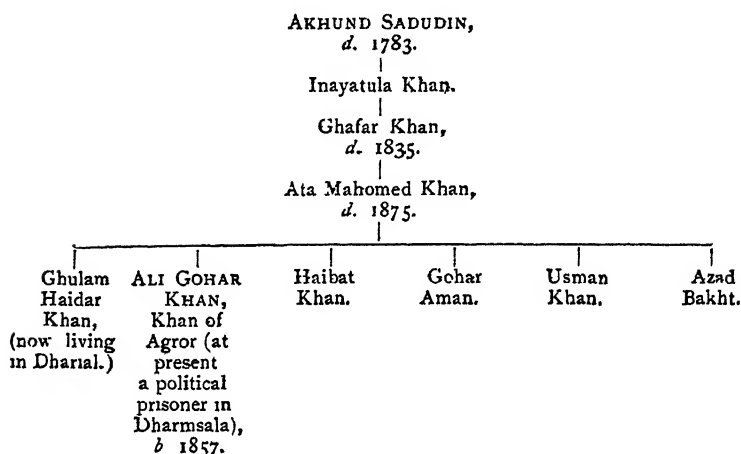 AKHUND SADUDIN,
d. 1783.
Inayatula Khan.
Ghafar Khan,
d. 1835.
Ata Mahomed Khan,
d. 1875.
Ghulam
Haidar
Khan,
(now living
in Dharial.)
ALI GOHAR
KHAN,
Khan of
Agror (at
present
a political
prisoner in
Dharmsala),
b 1857.
Haibat
Khan.
Gohar
Aman.
Usman
Khan.
Azad
Bakht.